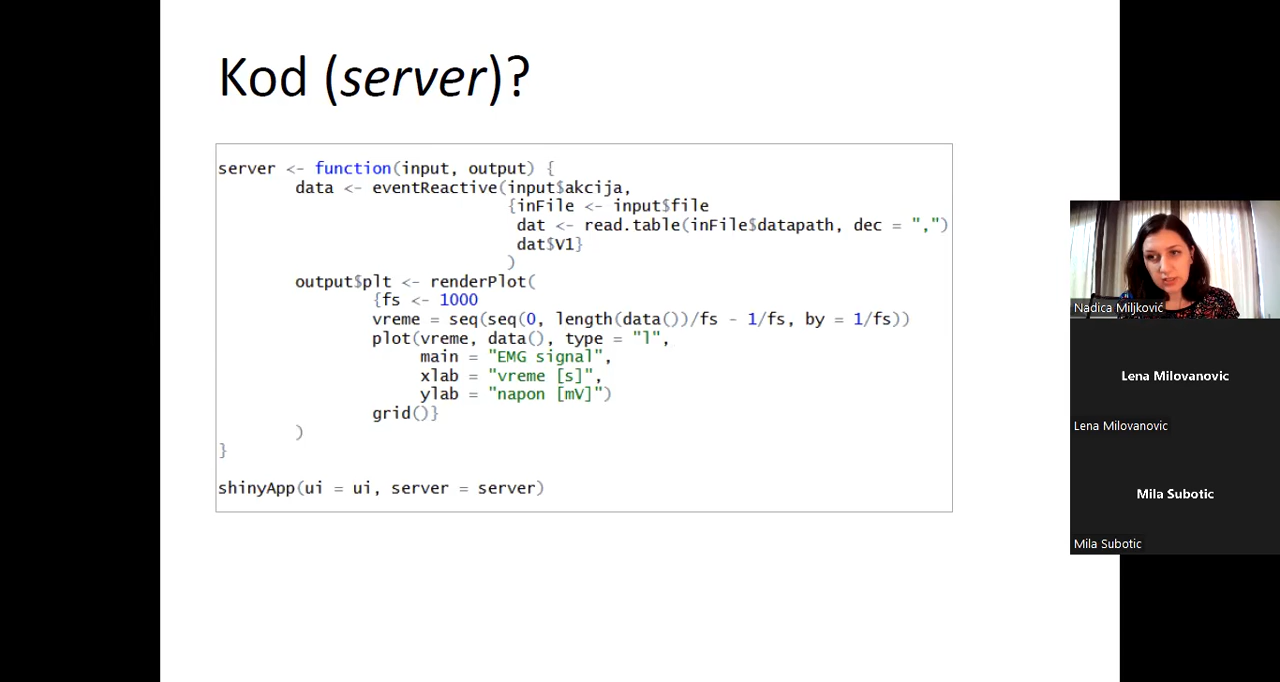 Kod (server)?
server <- function(input, output) {
data <- eventReactive(input$akcija,
{inFile <- input$file
dat <- read.table(inFile$datapath, dec = ",")
dat$V1}
)
output$plt <- renderPlot(
{fs <- 1000
vreme = seq(seq(0, length(data())/fs - 1/fs, by = 1/fs))
plot(vreme, data(), type = "l",
main = "EMG signal",
xlab = "vreme [s]",
ylab = "napon [mV]")
grid()}
)
}
shinyApp(ui = ui, server = server)
Nadica Miljković
Lena Milovanovic
Lena Milovanovic
Mila Subotic
Mila Subotic